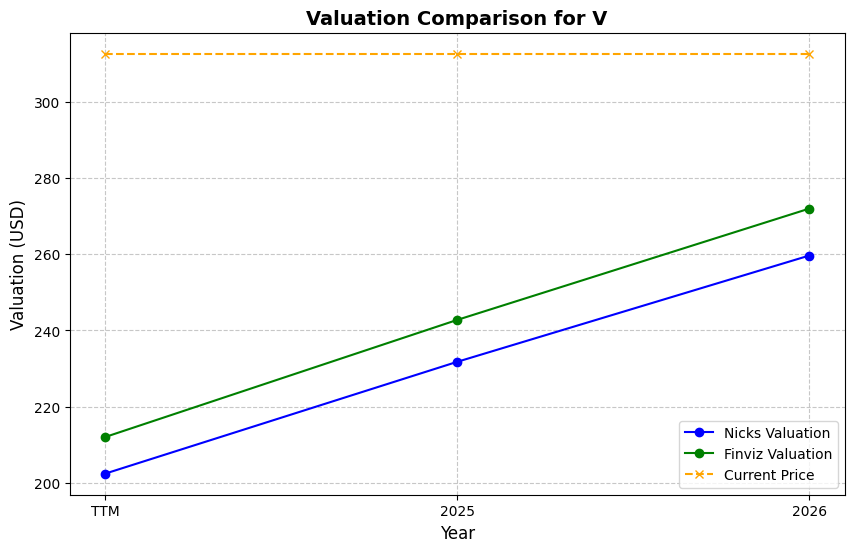 Valuation Comparison for V
Valuation (USD)
300
280
260
240
220
200
TTM
2025
2026
Year
Nicks Valuation
Finviz Valuation
Current Price